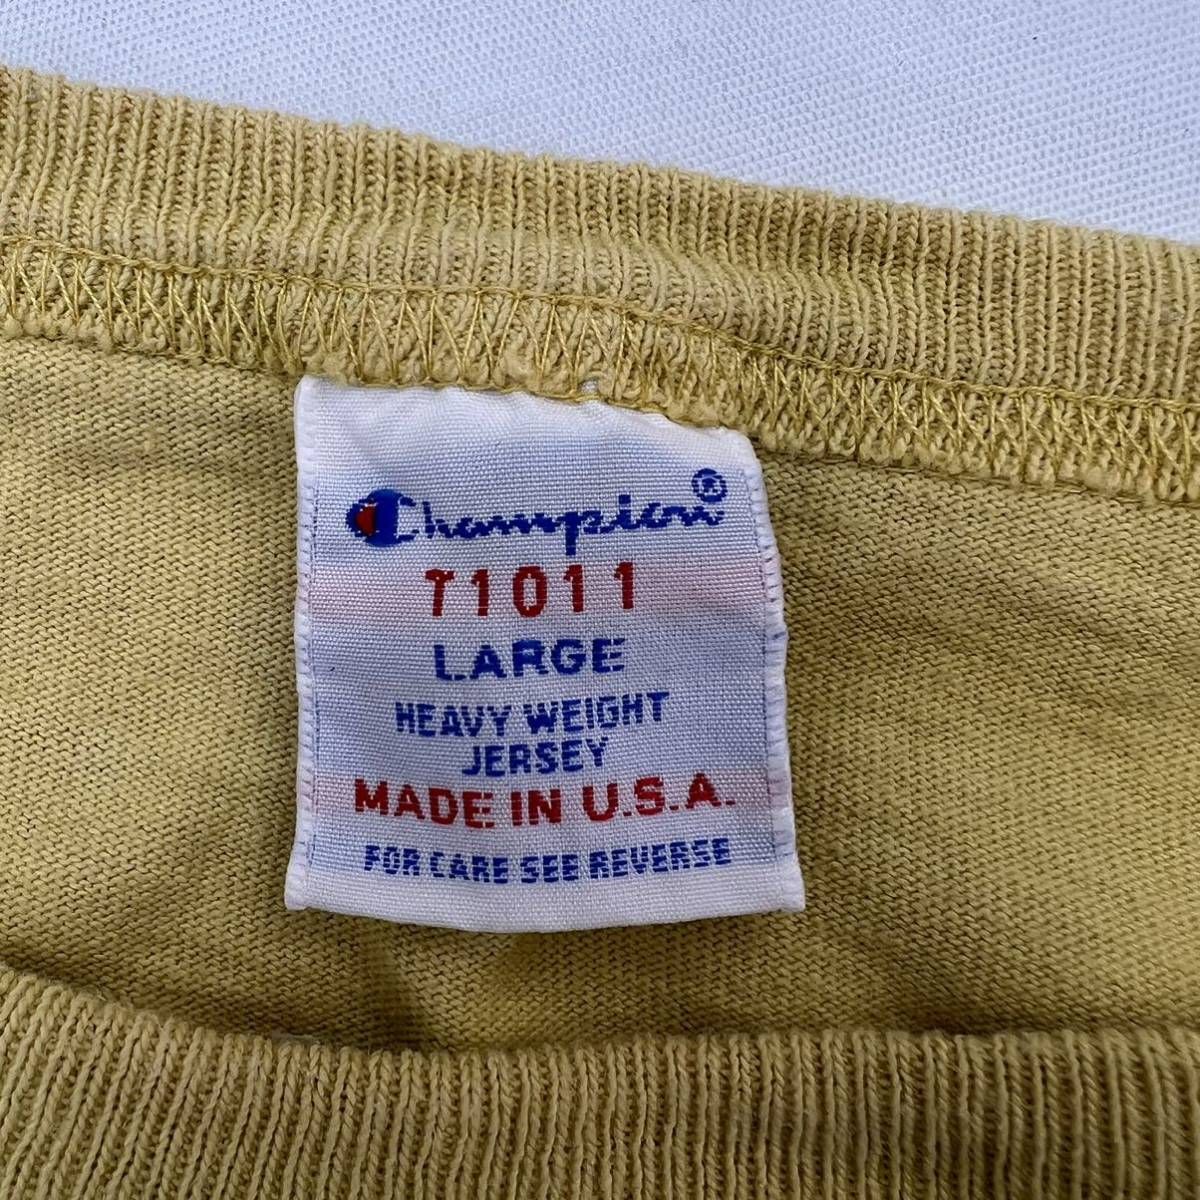 Champion®
T1011
LARGE
HEAVY WEIGHT
JERSEY
MADE IN U.S.A.
FOR CARE SEE REVERSE